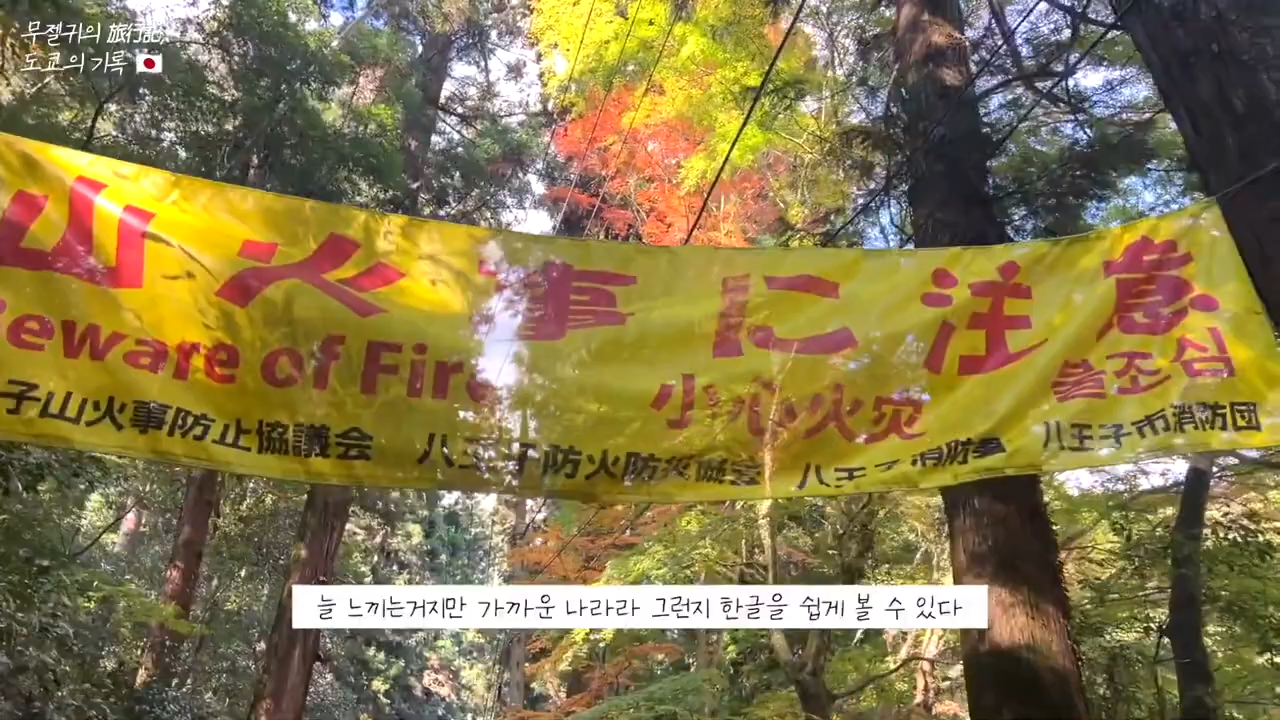 무젤귀의 旅行記
도쿄의 기록
山火事に注意
Beware of Fire
小心火灾
불조심
子山火事防止協議会
八王子防火防災協会
八王子消防署
八王子市消防団
늘 느끼는거지만 가까운 나라라 그런지 한글을 쉽게 볼 수 있다